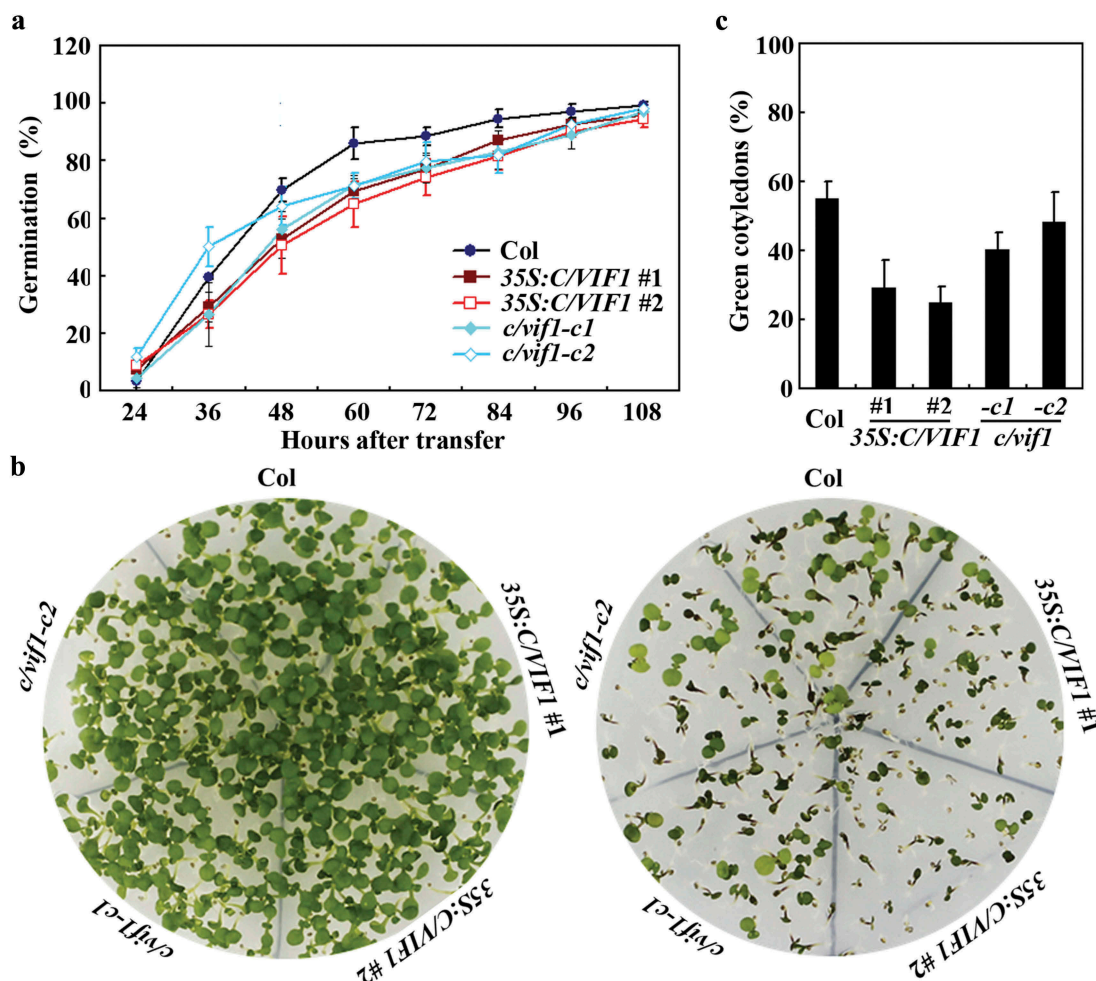 a
120
100
80
60
40
20
0
Germination (%)
24 36 48 60 72 84 96 108
Hours after transfer
Col
35S:C/VIF1 #1
35S:C/VIF1 #2
c/vif1-c1
c/vif1-c2
c
100
80
60
40
20
0
Green cotyledons (%)
Col #1 #2 -c1 -c2
35S:C/VIF1 c/vif1
b
Col
35S:C/VIF1 #1
35S:C/VIF1 #2
c/vif1-c1
c/vif1-c2
Col
35S:C/VIF1 #1
35S:C/VIF1 #2
c/vif1-c1
c/vif1-c2